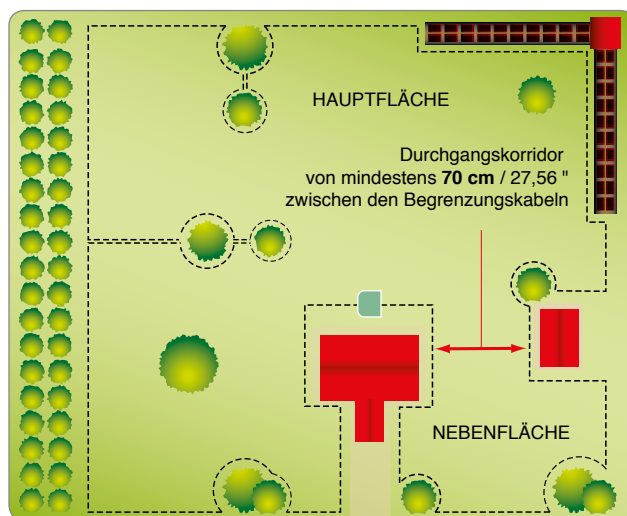 HAUPTFLÄCHE
Durchgangskorridor
von mindestens 70 cm / 27,56 "
zwischen den Begrenzungskabeln
NEBENFLÄCHE